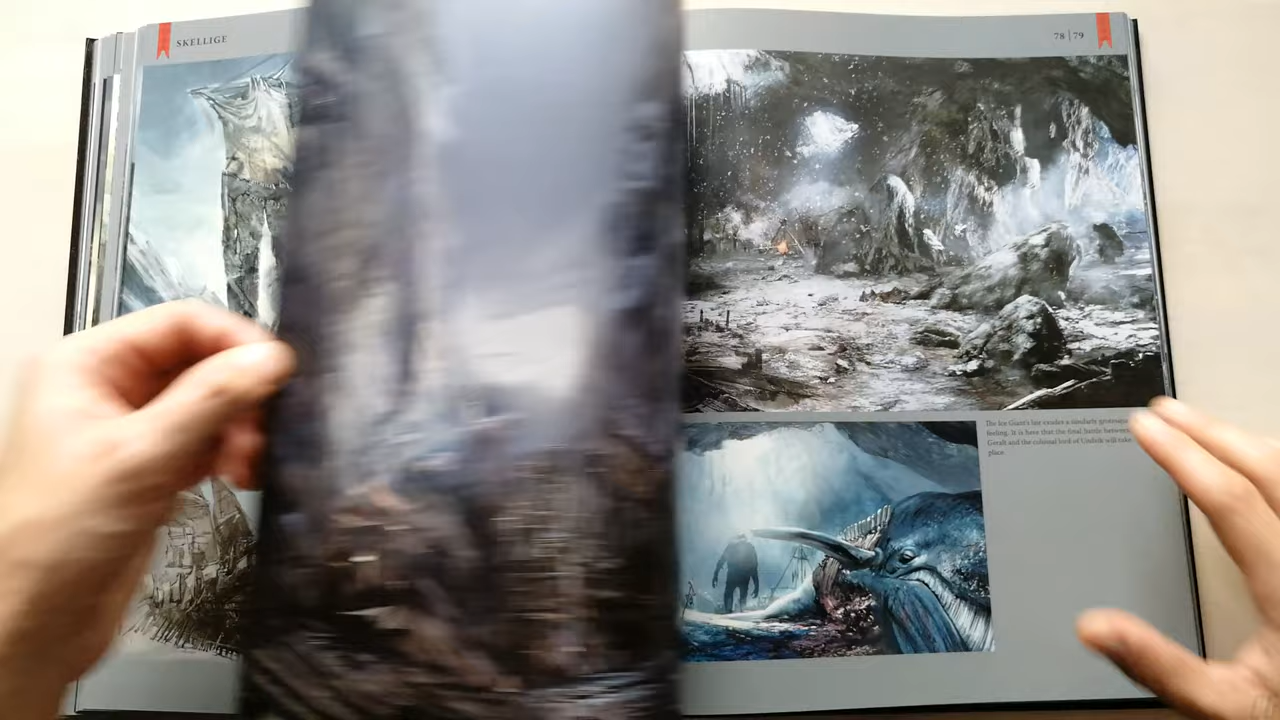 SKELLIGE
78 | 79
The Ice Giant's lair exudes a similarly grotesque
feeling. It is here that the final battle between
Geralt and the colossal lord of Undvik will take
place.